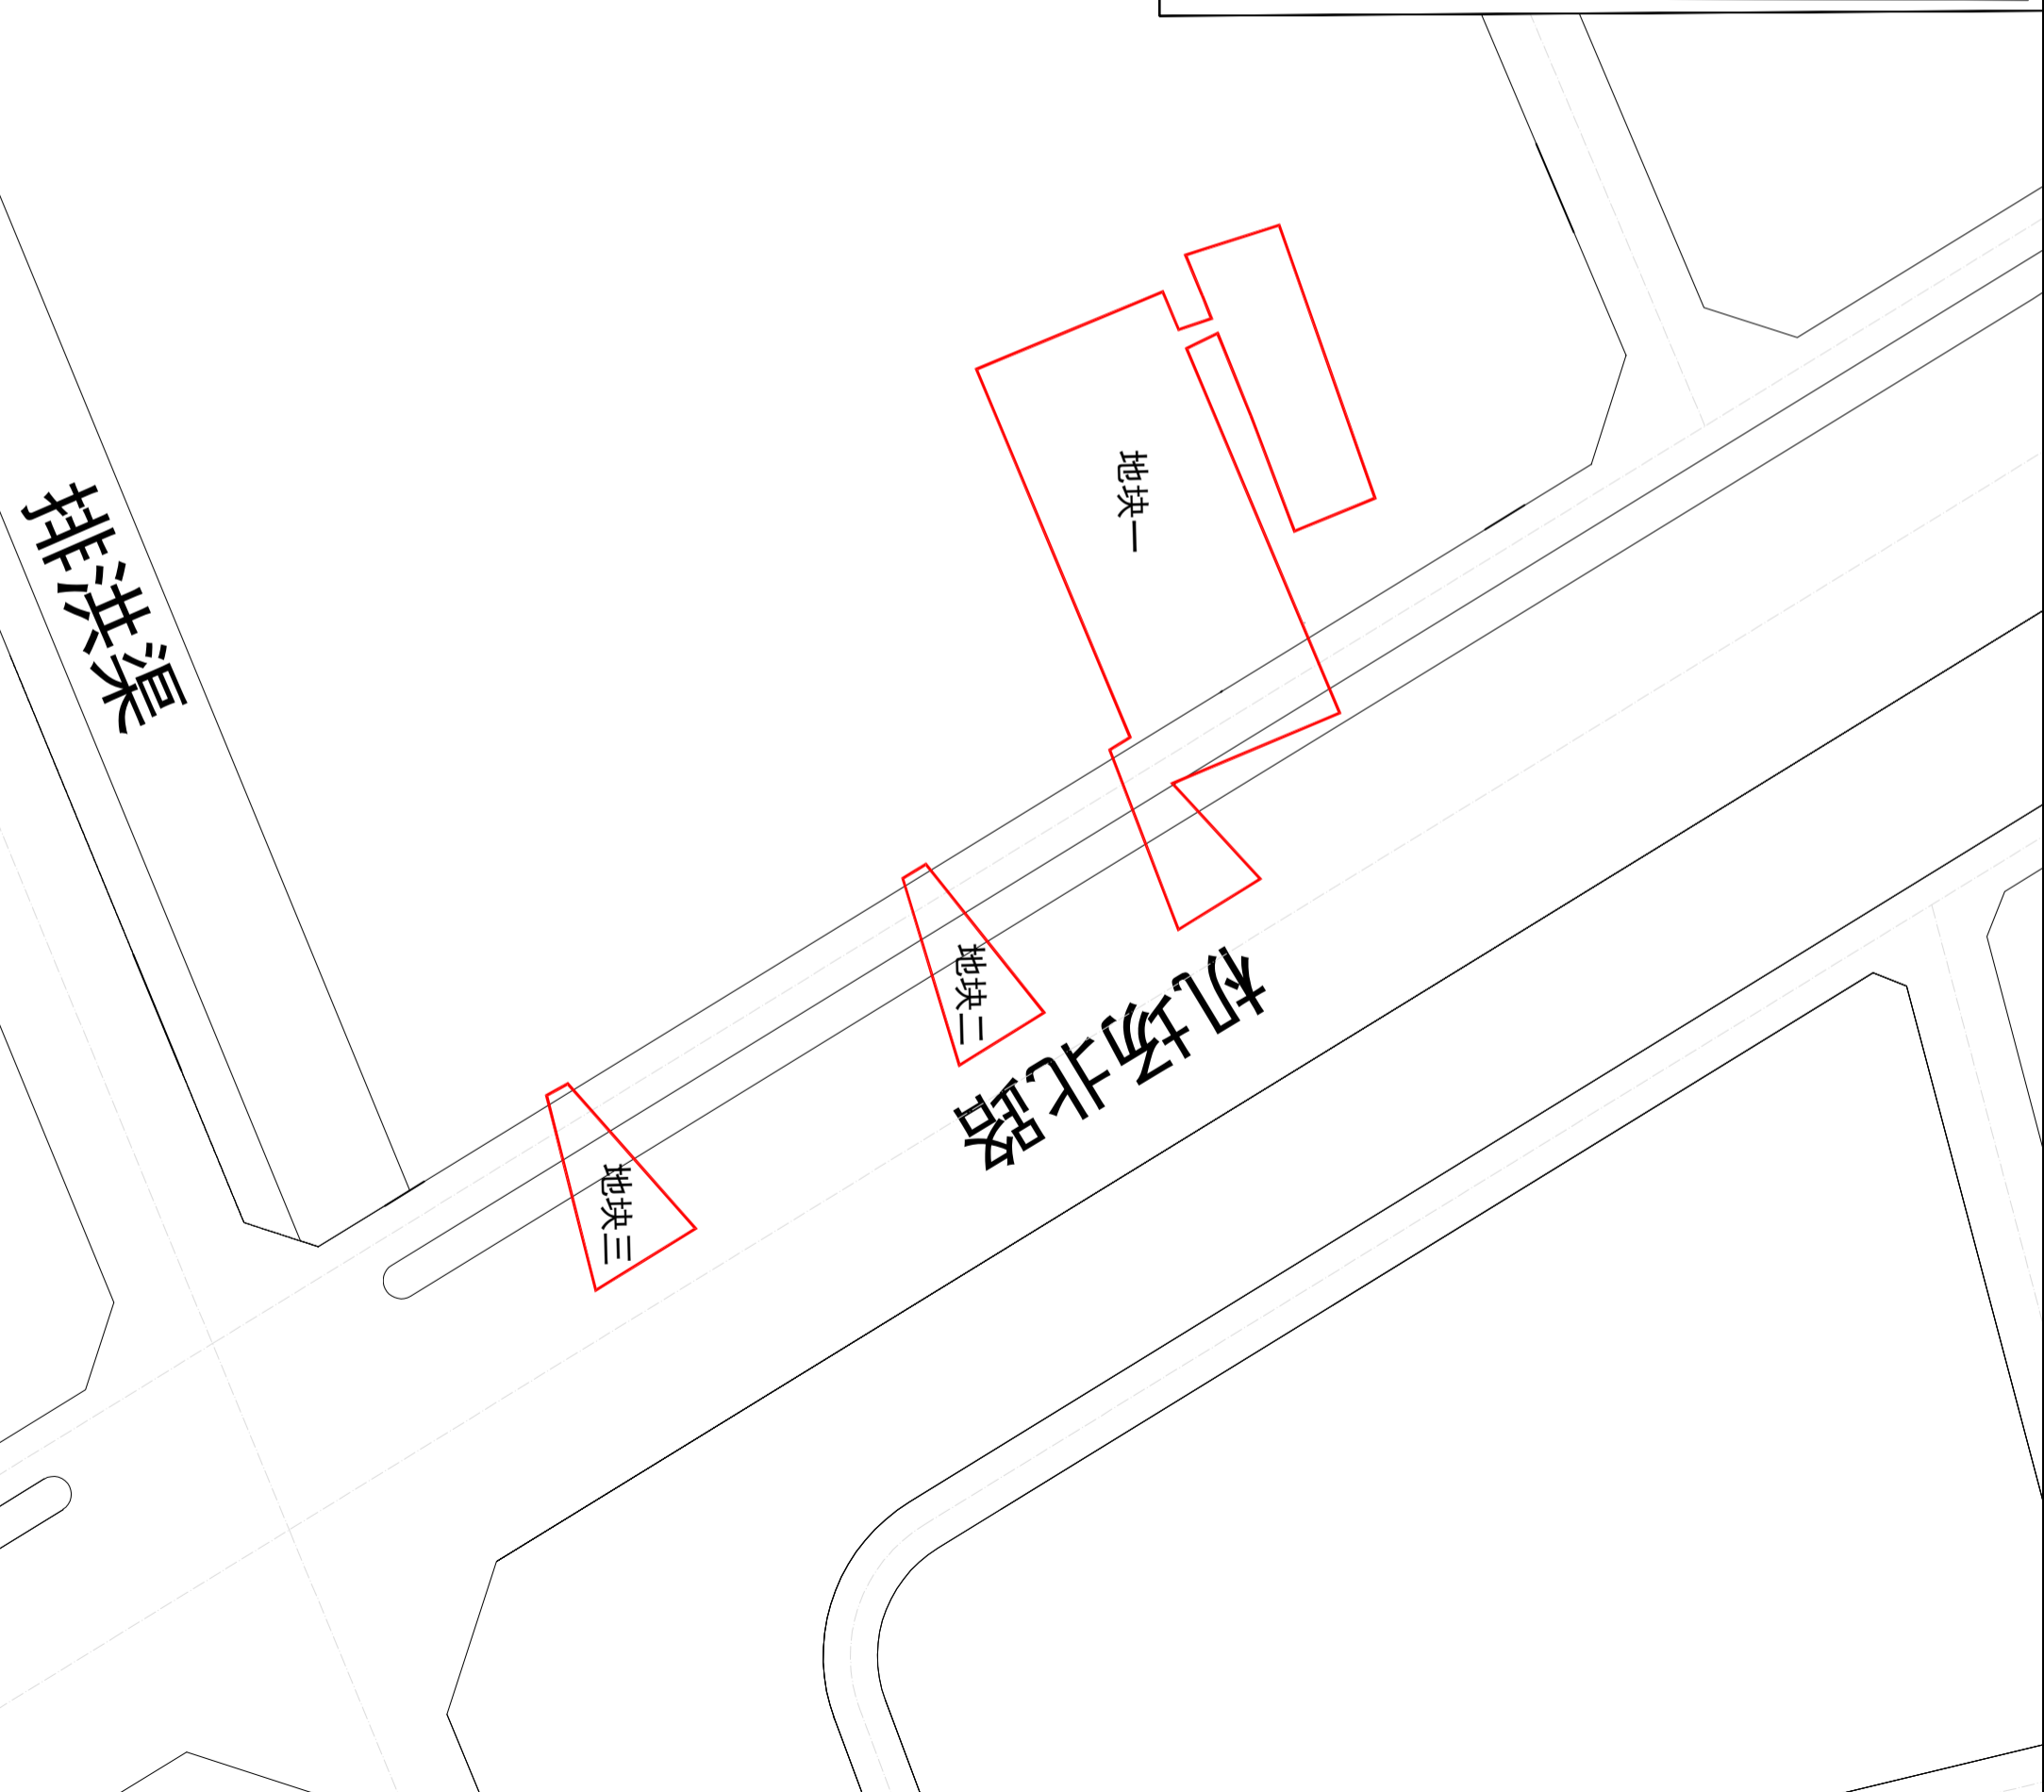 地块一
排洪渠
地块二
机场北路
地块三